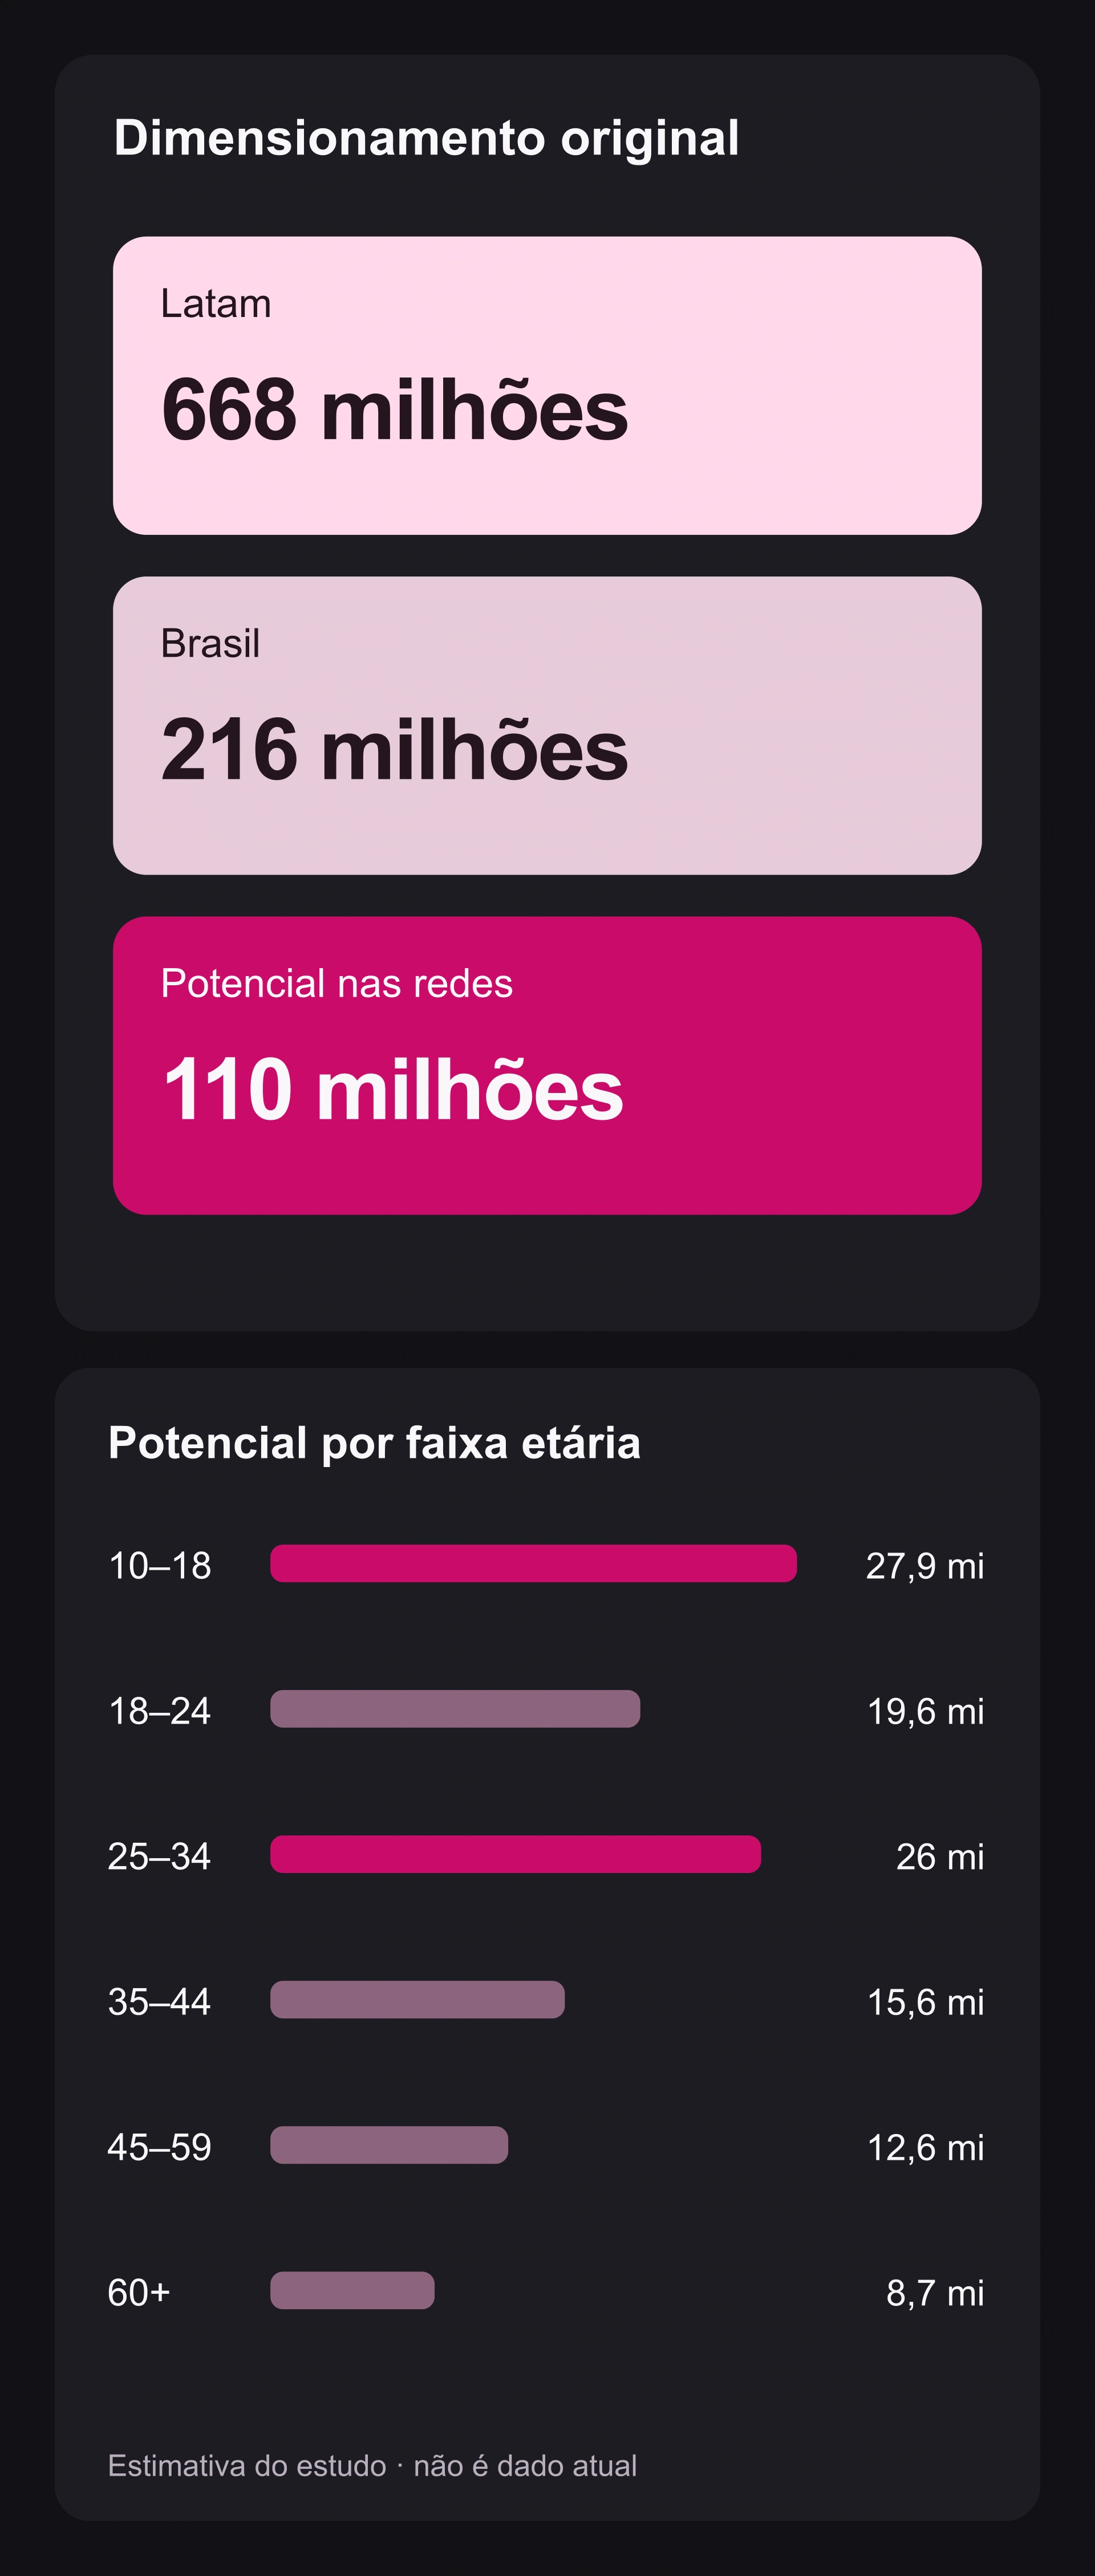 Dimensionamento original
Latam
668 milhões
Brasil
216 milhões
Potencial nas redes
110 milhões
Potencial por faixa etária
10–18 27,9 mi
18–24 19,6 mi
25–34 26 mi
35–44 15,6 mi
45–59 12,6 mi
60+ 8,7 mi
Estimativa do estudo · não é dado atual